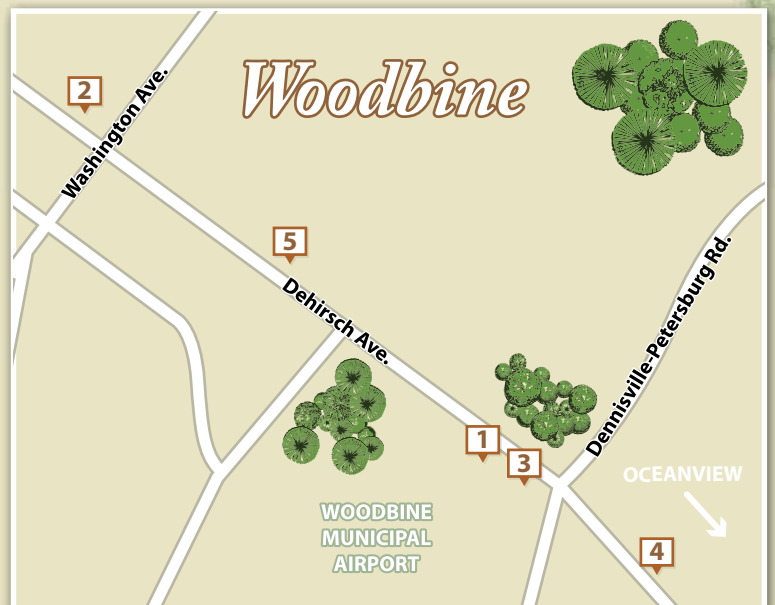 Woodbine
2
Washington Ave.
5
Dehirsch Ave.
Dennisville-Petersburg Rd.
1
3
OCEANVIEW
WOODBINE
MUNICIPAL
AIRPORT
4